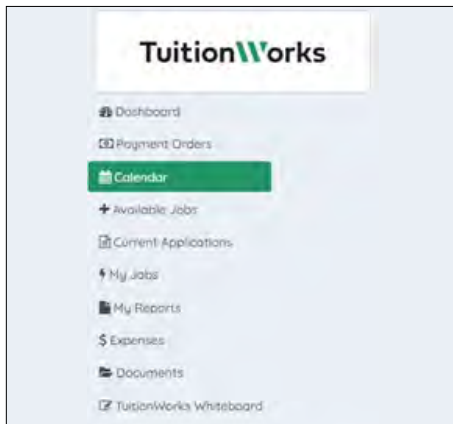 TuitionWorks
Dashboard
Payment Orders
Calendar
Available Jobs
Current Applications
My Jobs
My Reports
$ Expenses
Documents
TuitionWorks Whiteboard